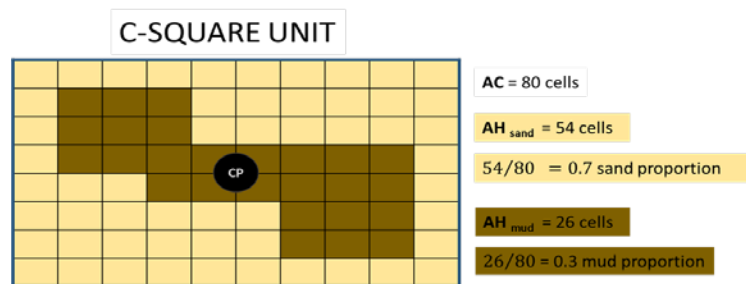 C-SQUARE UNIT
AC = 80 cells
AH sand = 54 cells
54/80 = 0.7 sand proportion
CP
AH mud = 26 cells
26/80 = 0.3 mud proportion